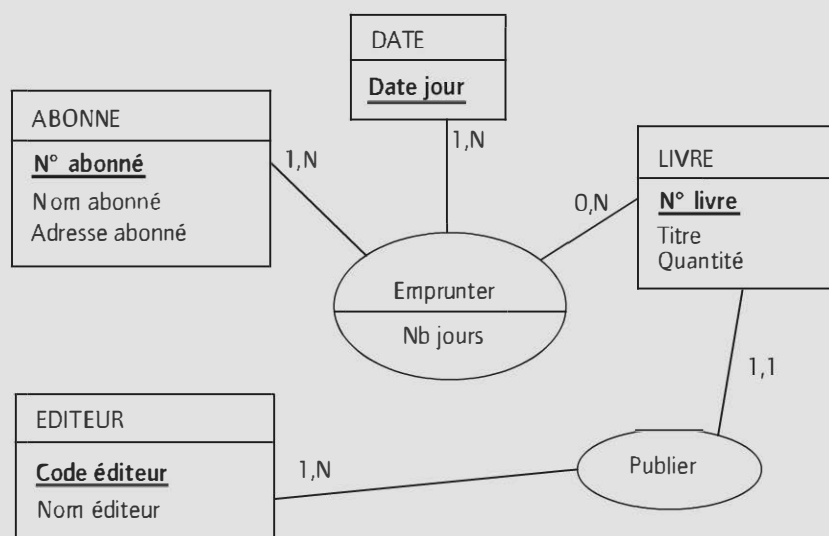 DATE
Date jour
ABONNE
N° abonné
Nom abonné
Adresse abonné
1,N
1,N
LIVRE
N° livre
Titre
Quantité
0,N
Emprunter
Nb jours
1,1
EDITEUR
Code éditeur
Nom éditeur
1,N
Publier